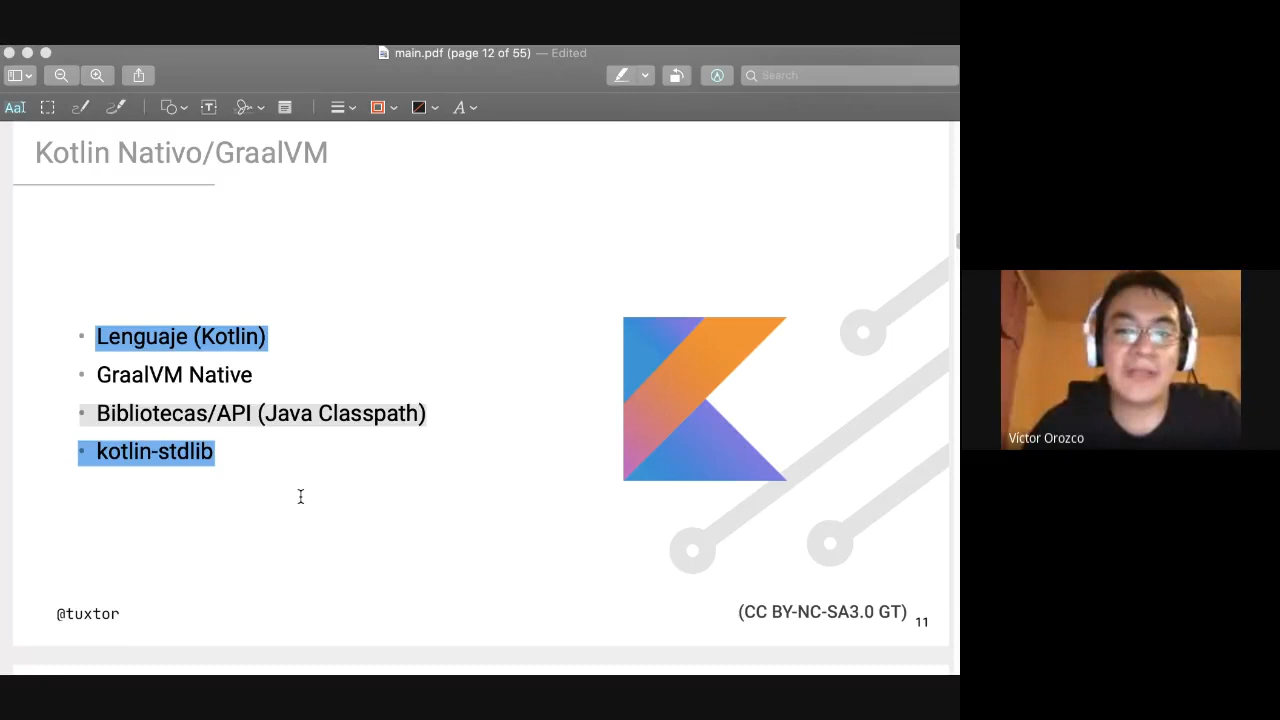 main.pdf (page 12 of 55) — Edited
Search
AaI
T
A
Kotlin Nativo/GraalVM
• Lenguaje (Kotlin)
• GraalVM Native
• Bibliotecas/API (Java Classpath)
• kotlin-stdlib
@tuxtor
(CC BY-NC-SA3.0 GT)
11
Víctor Orozco